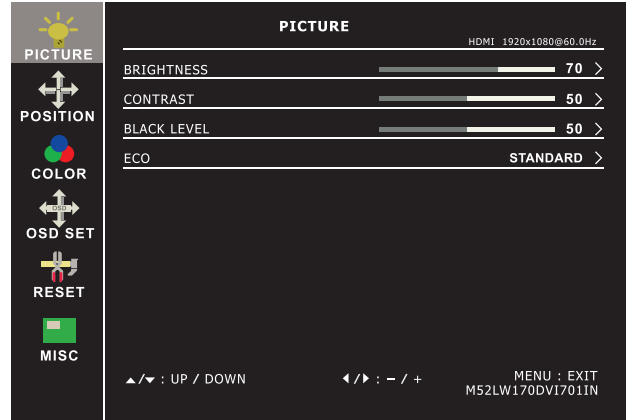 PICTURE
POSITION
COLOR
OSD
OSD SET
RESET
MISC
PICTURE
HDMI 1920x1080@60.0Hz
BRIGHTNESS 70 >
CONTRAST 50 >
BLACK LEVEL 50 >
ECO STANDARD >
▲/▼ : UP / DOWN ◀/▶ : − / + MENU : EXIT
M52LW170DVI701IN